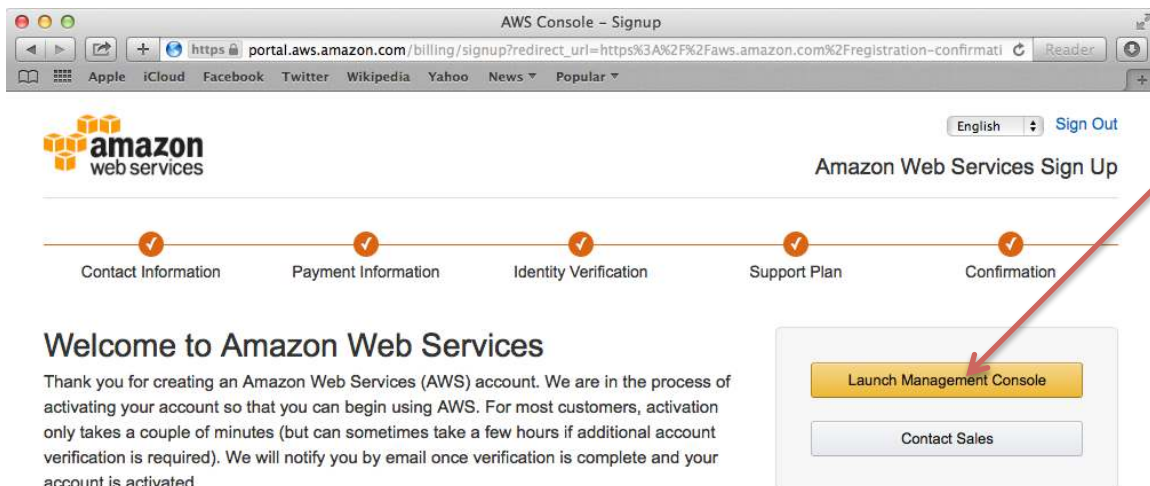 AWS Console – Signup
https portal.aws.amazon.com/billing/signup?redirect_url=https%3A%2F%2Faws.amazon.com%2Fregistration-confirmati Reader
Apple iCloud Facebook Twitter Wikipedia Yahoo News Popular
amazon
web services
English Sign Out
Amazon Web Services Sign Up
Contact Information Payment Information Identity Verification Support Plan Confirmation
Welcome to Amazon Web Services
Thank you for creating an Amazon Web Services (AWS) account. We are in the process of
activating your account so that you can begin using AWS. For most customers, activation
only takes a couple of minutes (but can sometimes take a few hours if additional account
verification is required). We will notify you by email once verification is complete and your
account is activated
Launch Management Console
Contact Sales